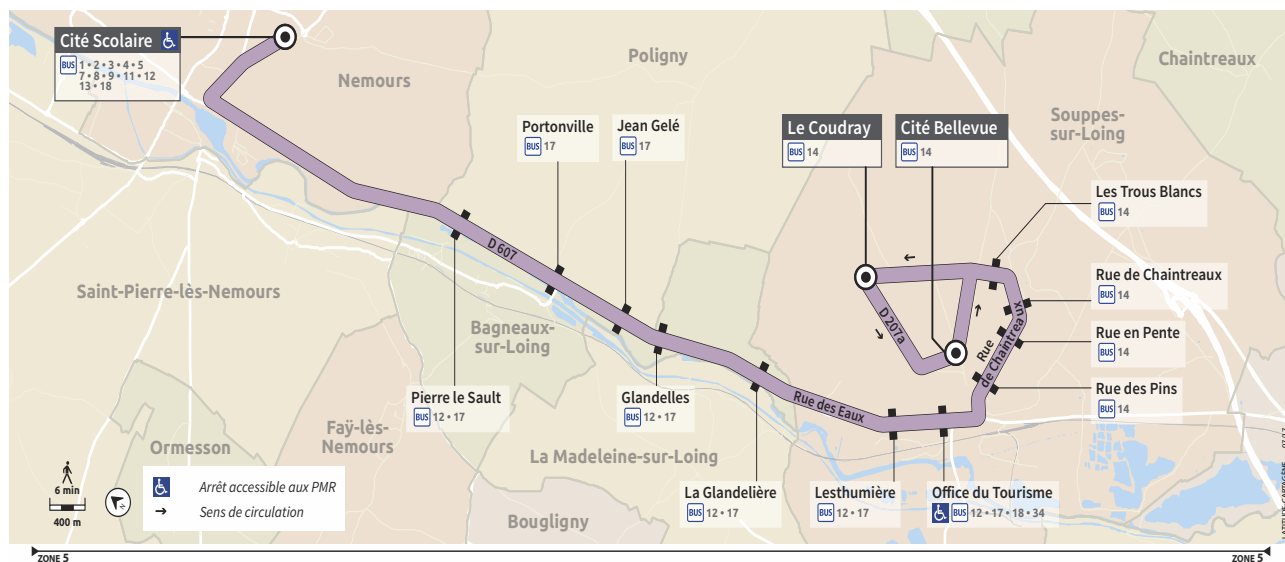 Cité Scolaire
BUS 1 • 2 • 3 • 4 • 5
7 • 8 • 9 • 11 • 12
13 • 18
Nemours
Poligny
Chaintreaux
Souppes-
sur-Loing
Portonville
BUS 17
Jean Gelé
BUS 17
Le Coudray
BUS 14
Cité Bellevue
BUS 14
Les Trous Blancs
BUS 14
Rue de Chaintreaux
BUS 14
Rue en Pente
BUS 14
Rue des Pins
BUS 14
D 607
D 207a
Rue
de Chaintreaux
Rue des Eaux
Saint-Pierre-lès-Nemours
Bagneaux-
sur-Loing
Pierre le Sault
BUS 12 • 17
Glandelles
BUS 12 • 17
Faÿ-lès-
Nemours
Ormesson
La Madeleine-sur-Loing
Bougligny
La Glandelière
BUS 12 • 17
Lesthumière
BUS 12 • 17
Office du Tourisme
BUS 12 • 17 • 18 • 34
6 min
400 m
N
Arrêt accessible aux PMR
Sens de circulation
ZONE 5
ZONE 5